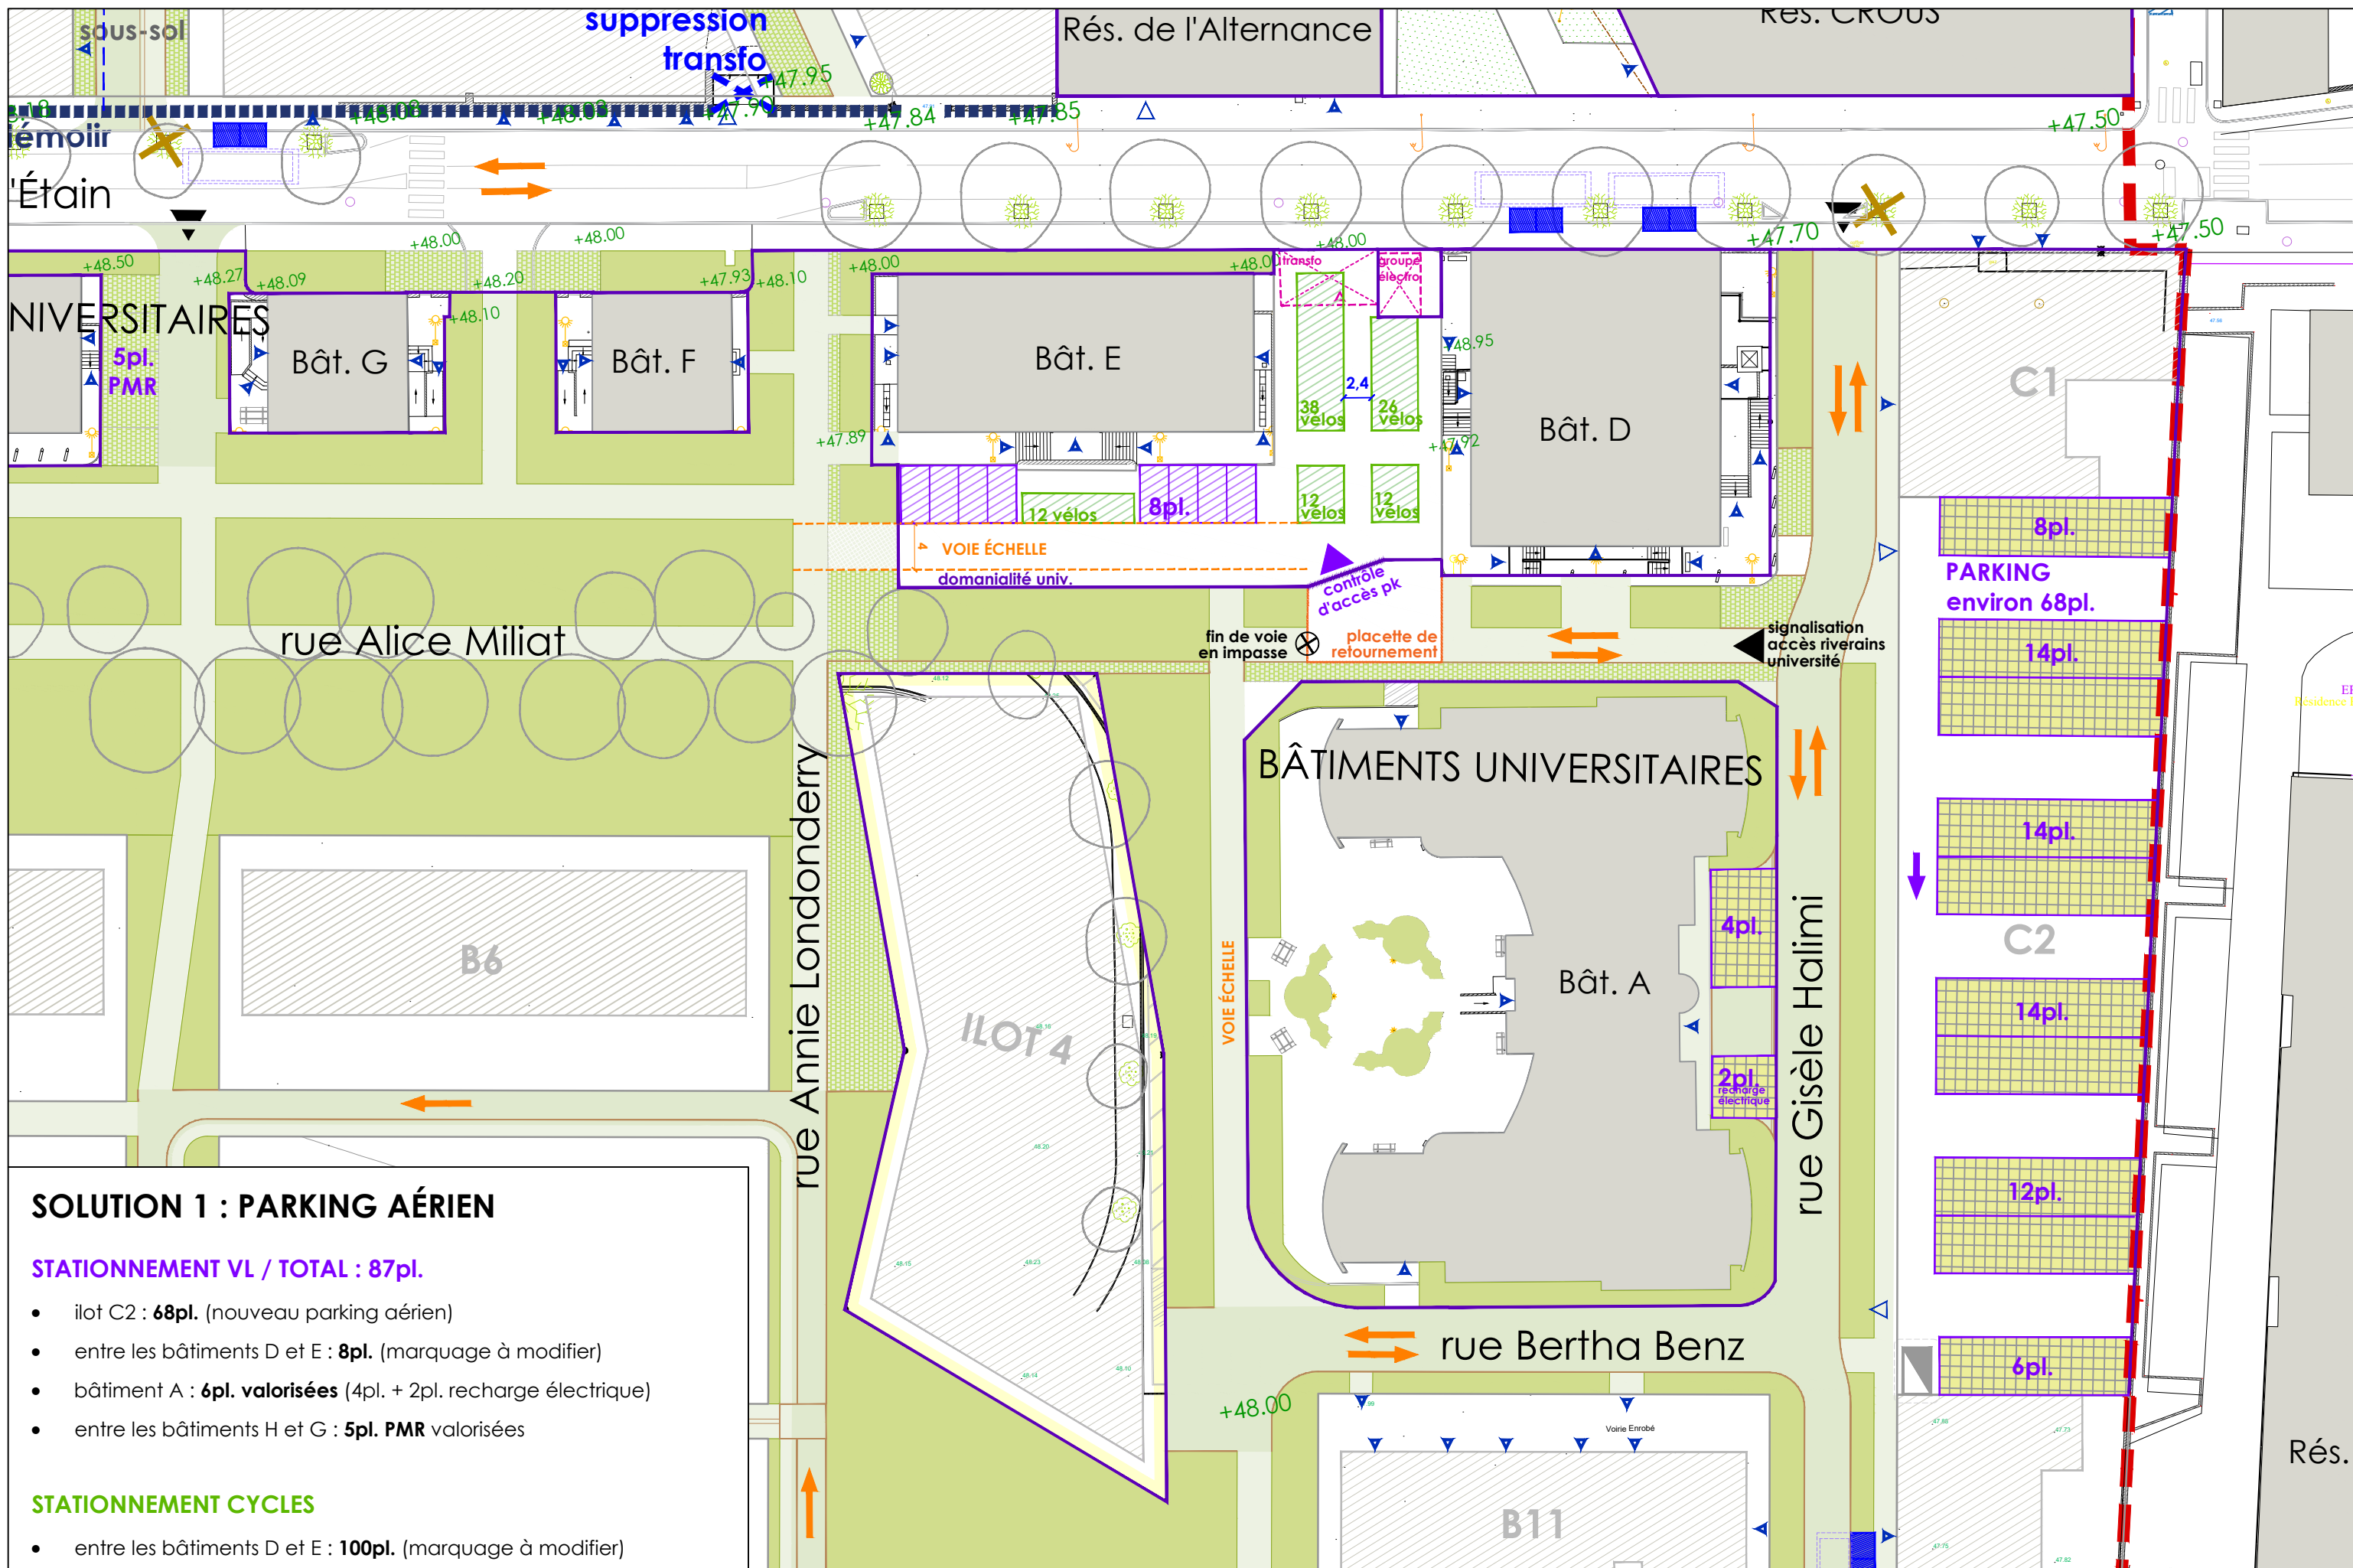 sous-sol
suppression
transfo
Rés. de l'Alternance
Rés. CROUS
+47.95
+47.84
+47.85
+47.50
'Étain
+47.70
+47.50
+48.00
+48.00
+48.00
+48.50
+48.27
+48.09
+48.20
+47.93
+48.10
+48.00
transfo
groupe
électro
NIVERSITAIRES
+48.10
5pl.
PMR
Bât. G
Bât. F
Bât. E
Bât. D
+48.95
2,4
38
vélos
26
vélos
+47.89
+47.92
C1
12 vélos
8pl.
12
vélos
12
vélos
8pl.
4
VOIE ÉCHELLE
domanialité univ.
contrôle
d'accès pk
PARKING
environ 68pl.
rue Alice Miliat
fin de voie
en impasse
placette de
retournement
signalisation
accès riverains
université
14pl.
BÂTIMENTS UNIVERSITAIRES
14pl.
rue Annie Londonderry
B6
ILOT 4
VOIE ÉCHELLE
Bât. A
4pl.
2pl.
recharge
électrique
rue Gisèle Halimi
C2
14pl.
12pl.
6pl.
rue Bertha Benz
+48.00
Voirie Enrobé
B11
Rés.
SOLUTION 1 : PARKING AÉRIEN
STATIONNEMENT VL / TOTAL : 87pl.
• ilot C2 : 68pl. (nouveau parking aérien)
• entre les bâtiments D et E : 8pl. (marquage à modifier)
• bâtiment A : 6pl. valorisées (4pl. + 2pl. recharge électrique)
• entre les bâtiments H et G : 5pl. PMR valorisées
STATIONNEMENT CYCLES
• entre les bâtiments D et E : 100pl. (marquage à modifier)